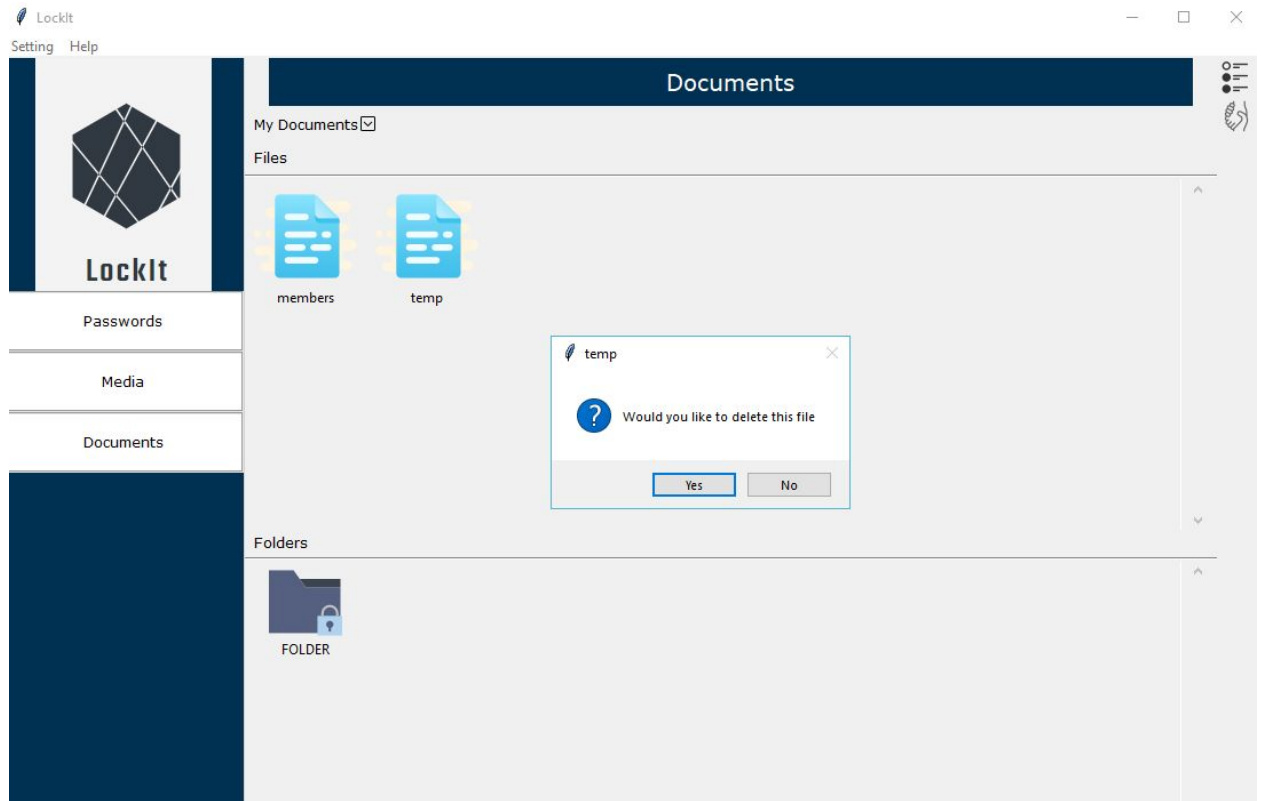 LockIt
Setting Help
Documents
My Documents
Files
LockIt
members temp
Passwords
Media
Documents
temp
Would you like to delete this file
Yes No
Folders
FOLDER